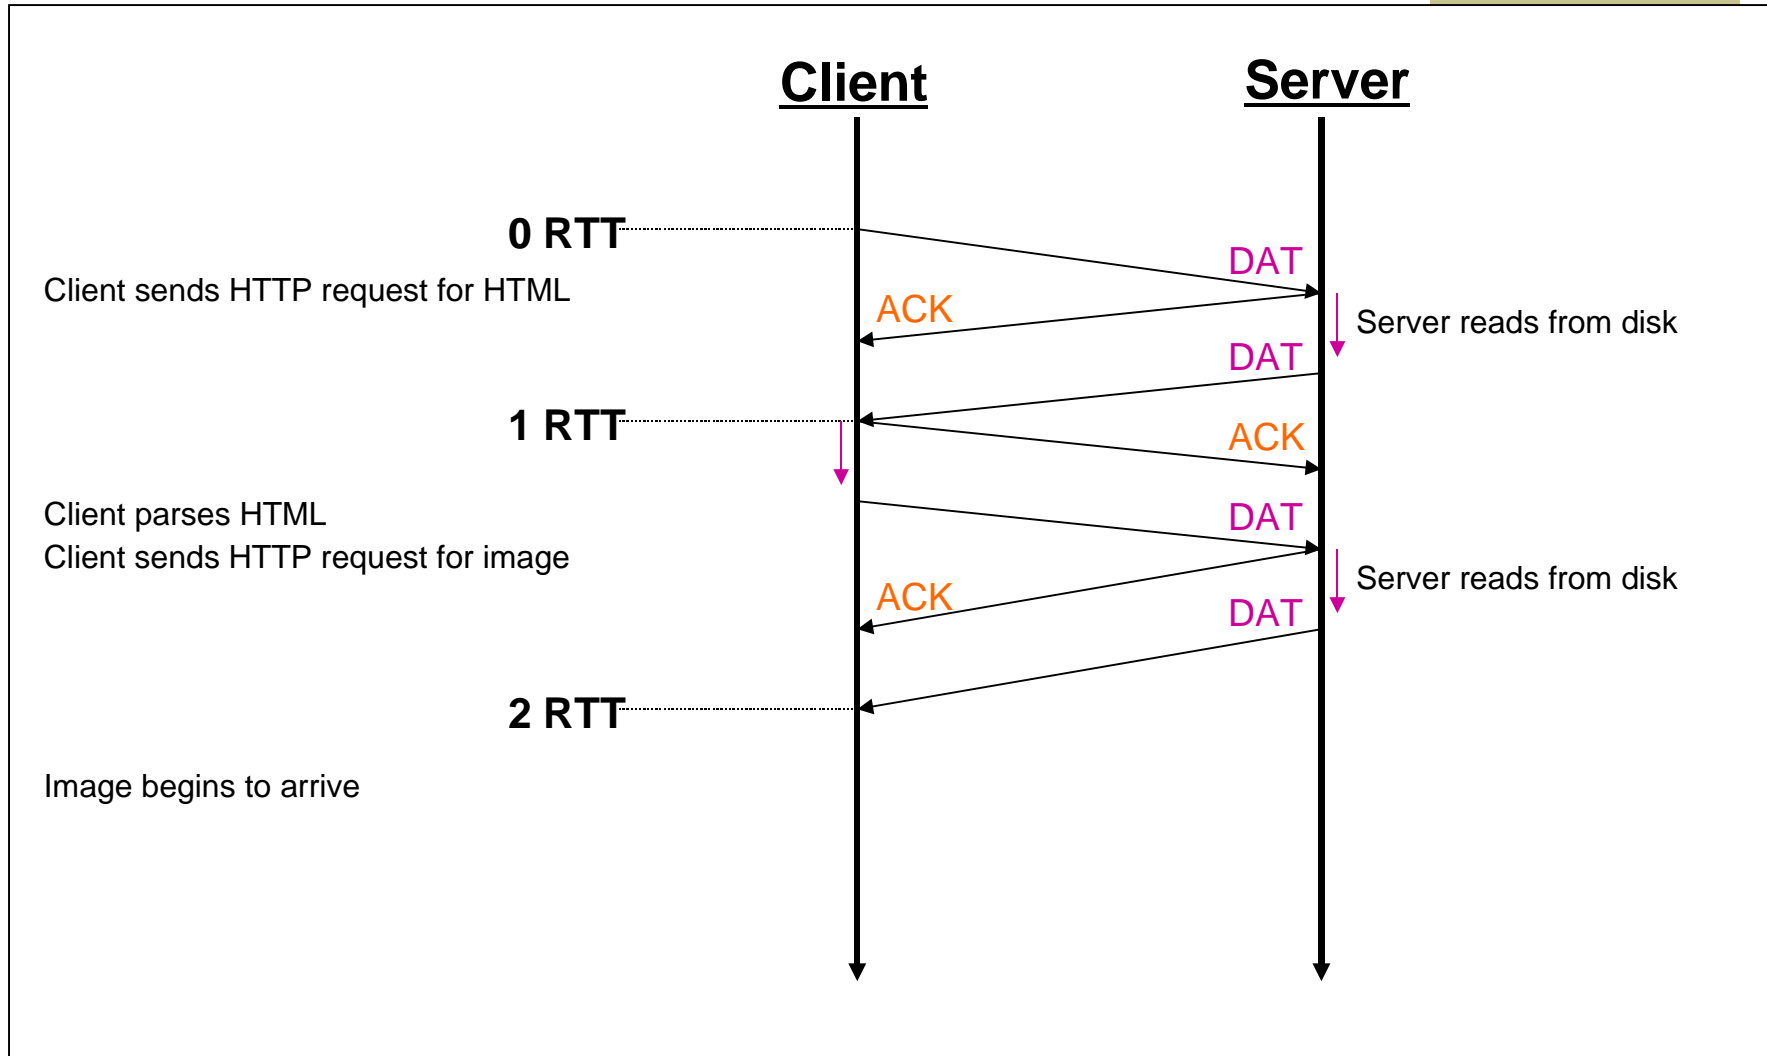 Client
Server
0 RTT
DAT
Client sends HTTP request for HTML
ACK
Server reads from disk
DAT
1 RTT
ACK
Client parses HTML
DAT
Client sends HTTP request for image
Server reads from disk
ACK
DAT
2 RTT
Image begins to arrive